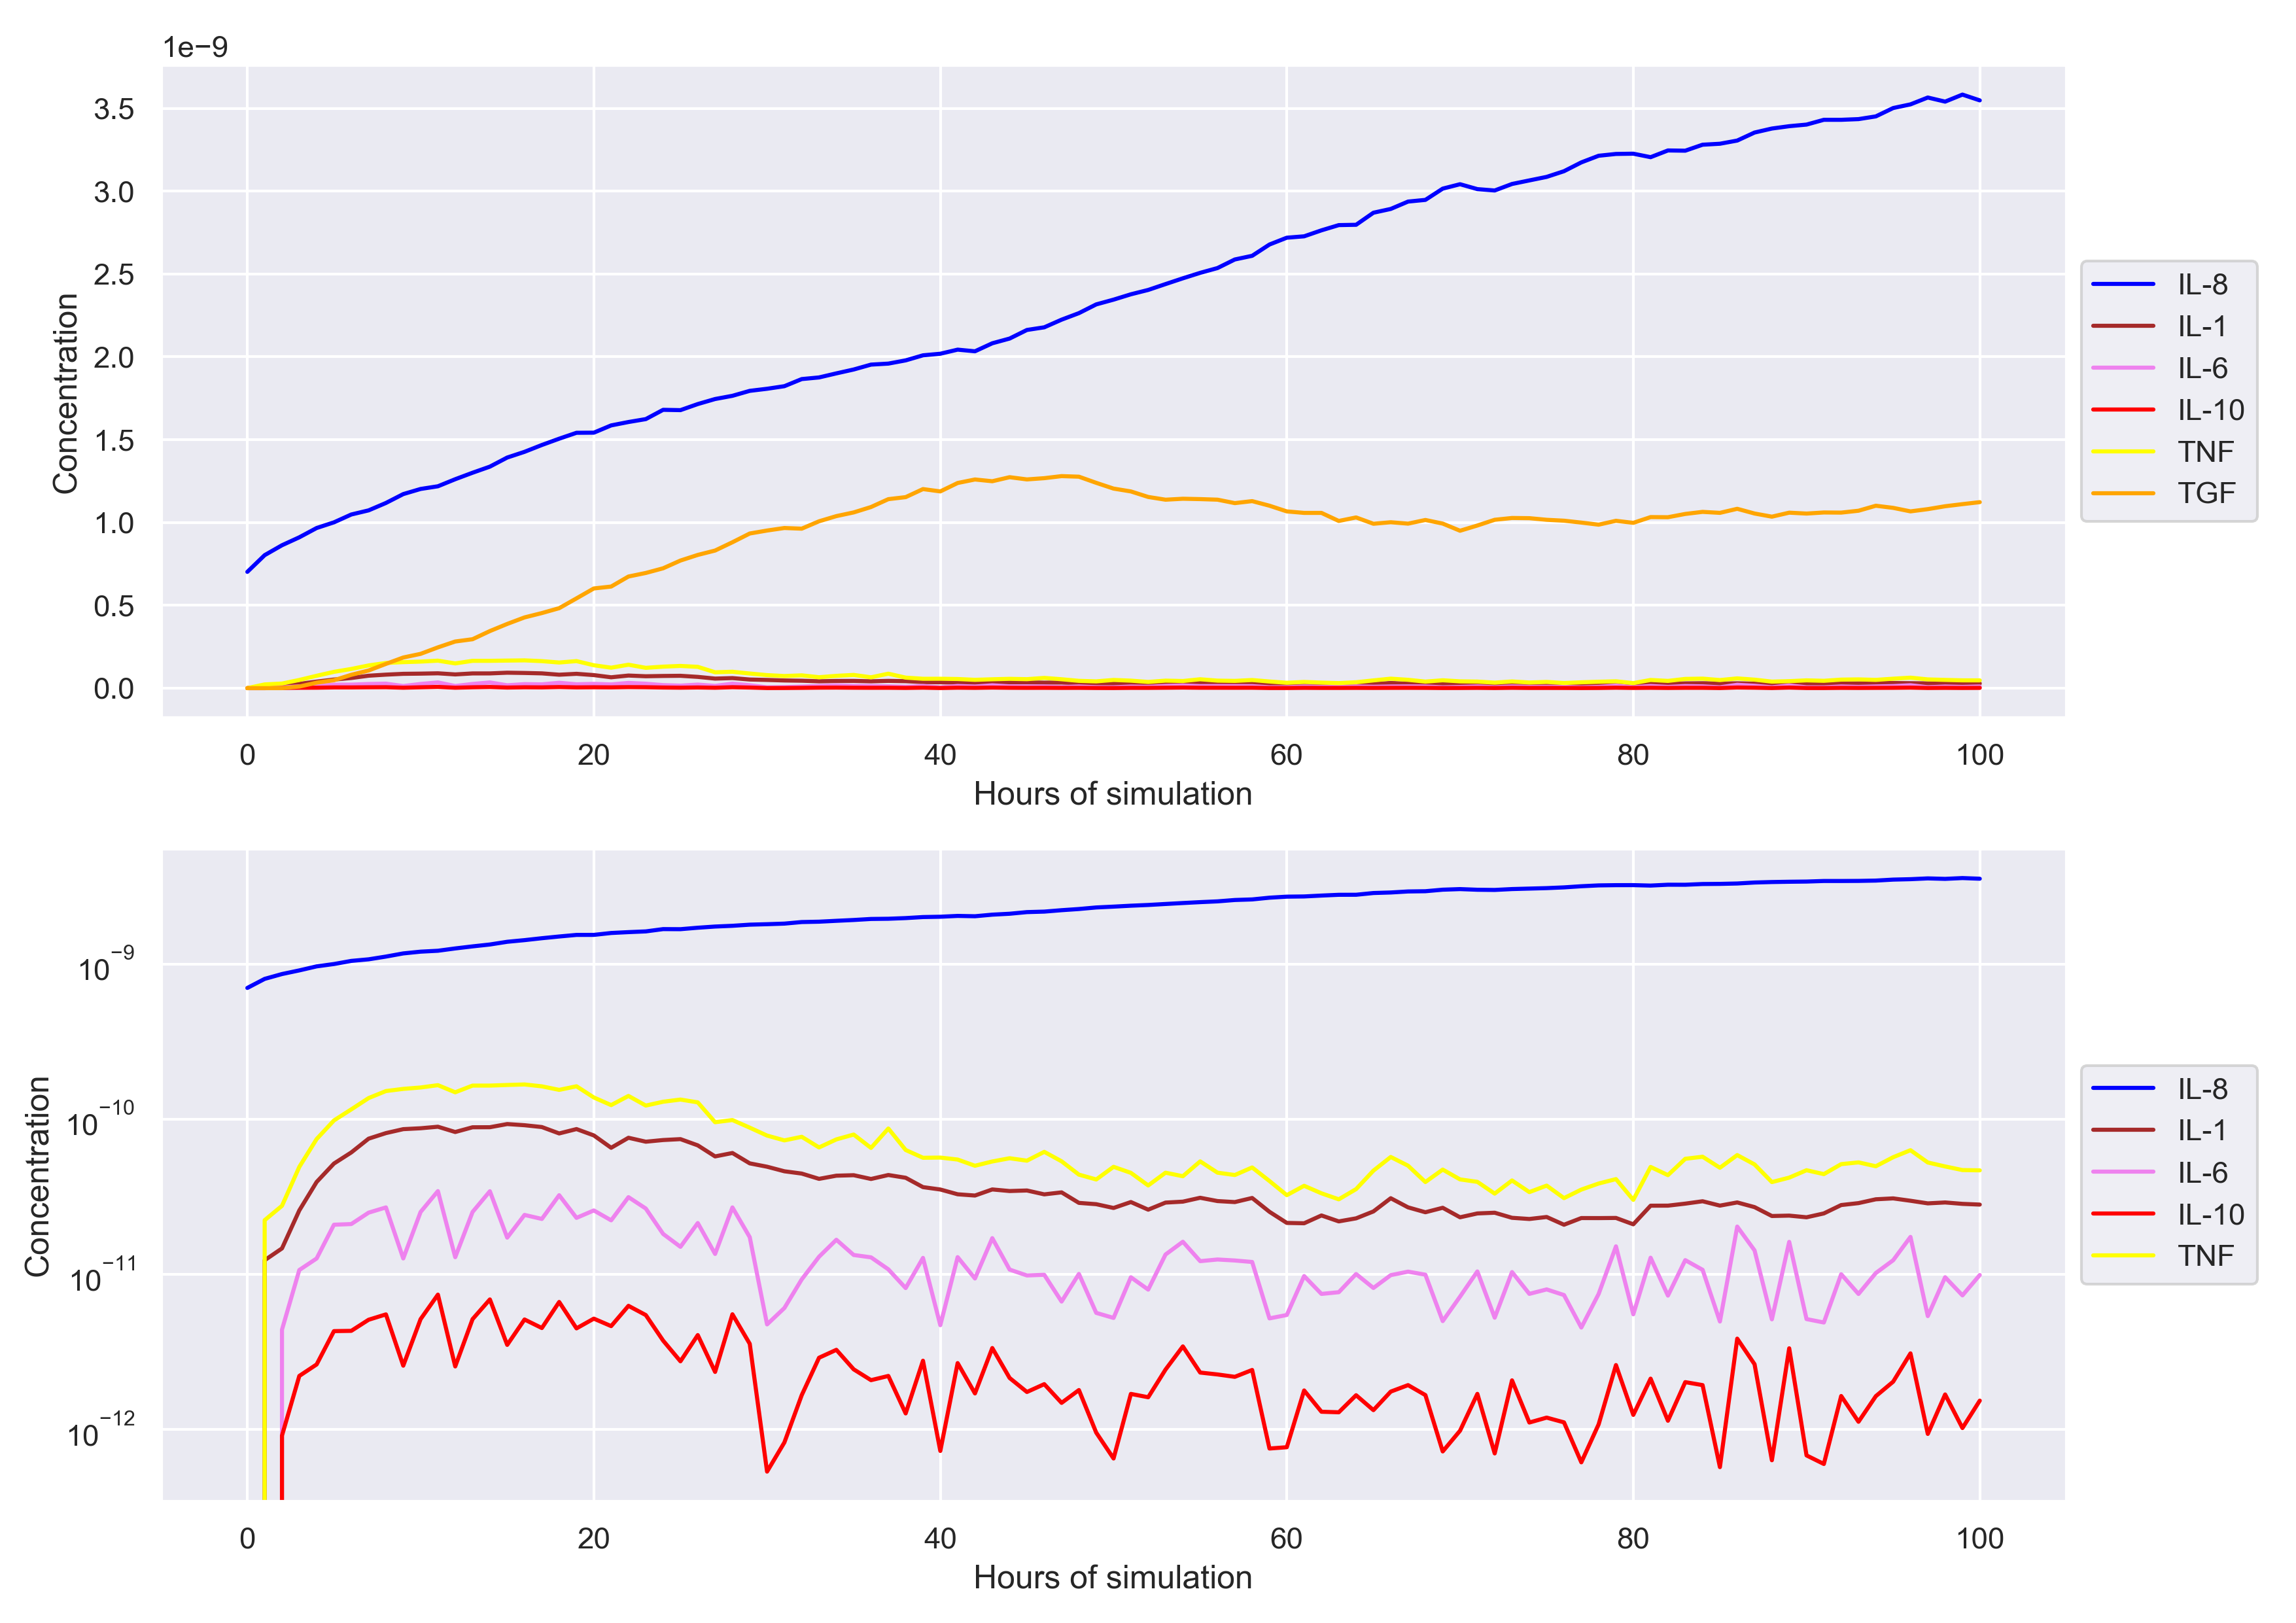 1e−9
3.5
3.0
2.5
2.0
1.5
1.0
0.5
0.0
Concentration
0 20 40 60 80 100
Hours of simulation
IL-8
IL-1
IL-6
IL-10
TNF
TGF
10−9
10−10
10−11
10−12
Concentration
0 20 40 60 80 100
Hours of simulation
IL-8
IL-1
IL-6
IL-10
TNF